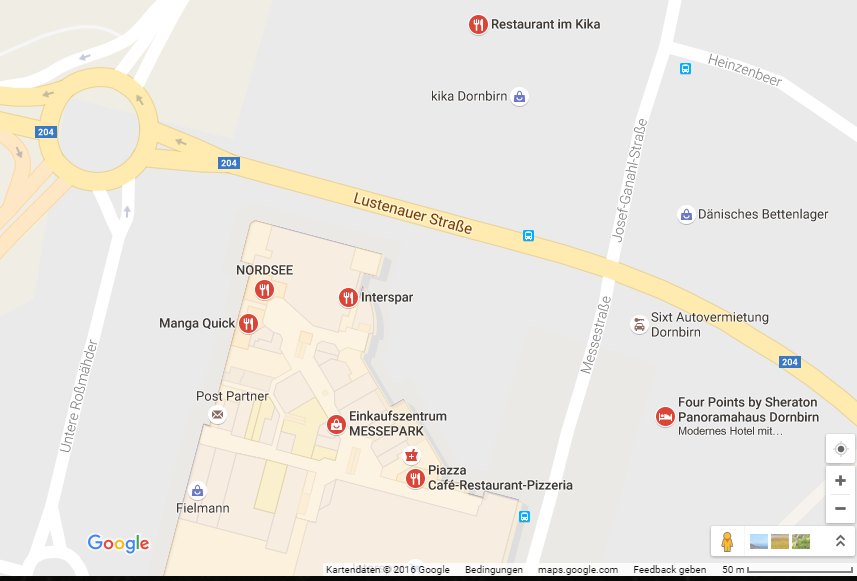 Restaurant im Kika
Heinzenbeer
kika Dornbirn
204
204
Josef-Ganahl-Straße
Lustenauer Straße
Dänisches Bettenlager
NORDSEE
Interspar
Manga Quick
Sixt Autovermietung
Dornbirn
Messestraße
204
Untere Roßmähder
Post Partner
Four Points by Sheraton
Panoramahaus Dornbirn
Modernes Hotel mit...
Einkaufszentrum
MESSEPARK
Piazza
Café-Restaurant-Pizzeria
Fielmann
Google
Kartendaten © 2016 Google Bedingungen maps.google.com Feedback geben 50 m